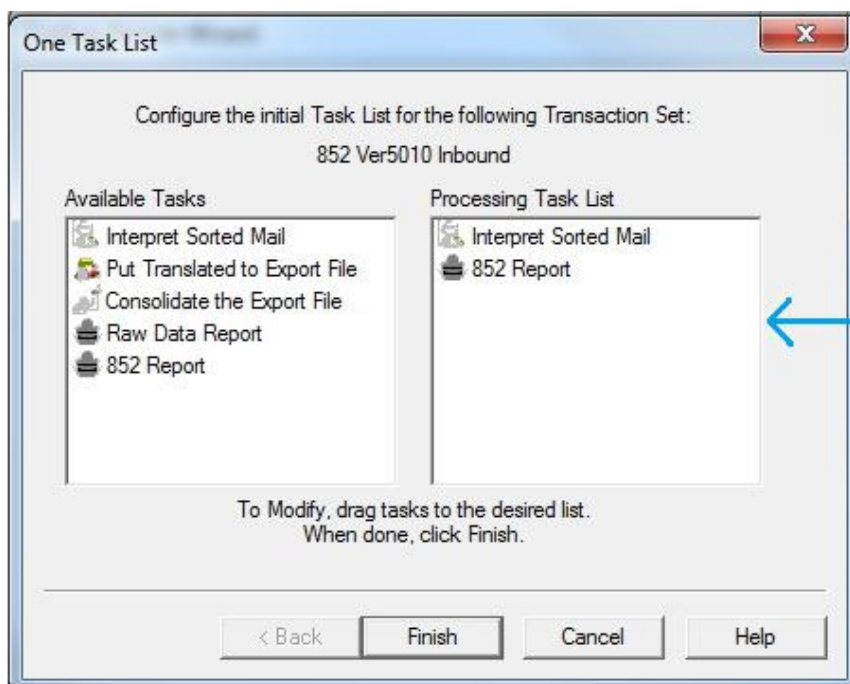 One Task List
Configure the initial Task List for the following Transaction Set:
852 Ver5010 Inbound
Available Tasks
Interpret Sorted Mail
Put Translated to Export File
Consolidate the Export File
Raw Data Report
852 Report
Processing Task List
Interpret Sorted Mail
852 Report
To Modify, drag tasks to the desired list.
When done, click Finish.
< Back
Finish
Cancel
Help